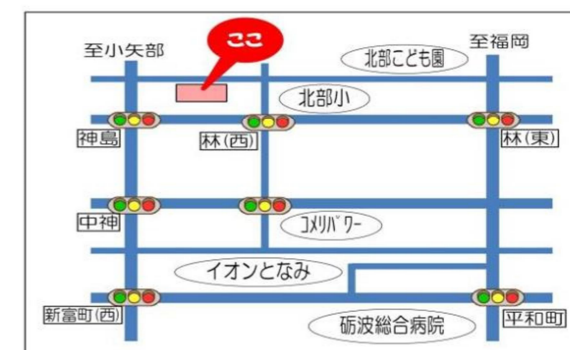 ここ
至小矢部
至福岡
北部こども園
北部小
神島
林(西)
林(東)
中神
コメリパワー
イオンとなみ
新富町(西)
砺波総合病院
平和町